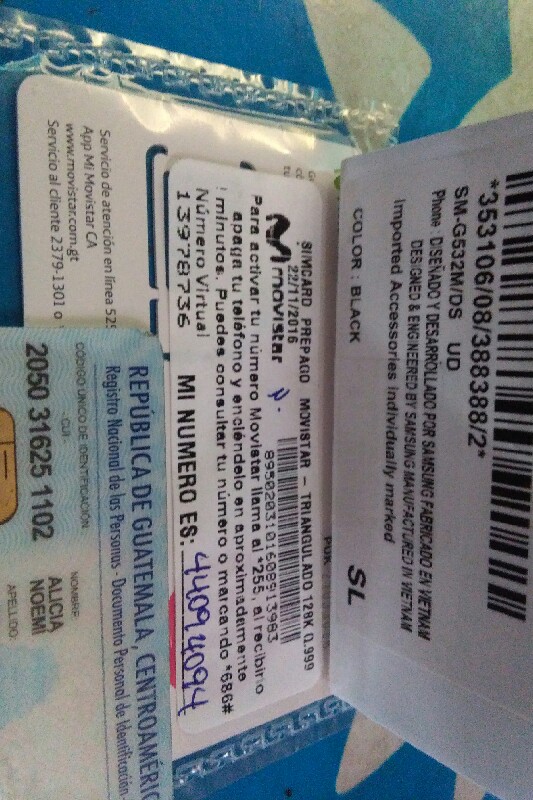 *353106/08/388388/2*
SM-G532M/DS UD
Phone : DISEÑADO Y DESARROLLADO POR SAMSUNG FABRICADO EN VIETNAM
DESIGNED & ENGINEERED BY SAMSUNG MANUFACTURED IN VIETNAM
Imported Accessories individually marked
COLOR : BLACK
SL
PUK
SIMCARD PREPAGO MOVISTAR - TRIANGULADO 128K 0.999
22/11/2016
movistar
8950203101608913983
Para activar tu número Movistar llama al *255, al recibirlo
apaga tu teléfono y enciéndelo en aproximadamente
minutos. Puedes consultar tu número marcando *686#
Número Virtual
13978736
MI NUMERO ES: 44094094
Servicio de atención en línea
App Mi Movistar CA
www.movistar.com.gt
Servicio al cliente 2379-1301 o
REPÚBLICA DE GUATEMALA, CENTROAMÉRIC
Registro Nacional de las Personas - Documento Personal de Identificación
CÓDIGO ÚNICO DE IDENTIFICACIÓN
-CUI-
2050 31625 1102
NOMBRE
ALICIA
NOEMÍ
APELLIDO